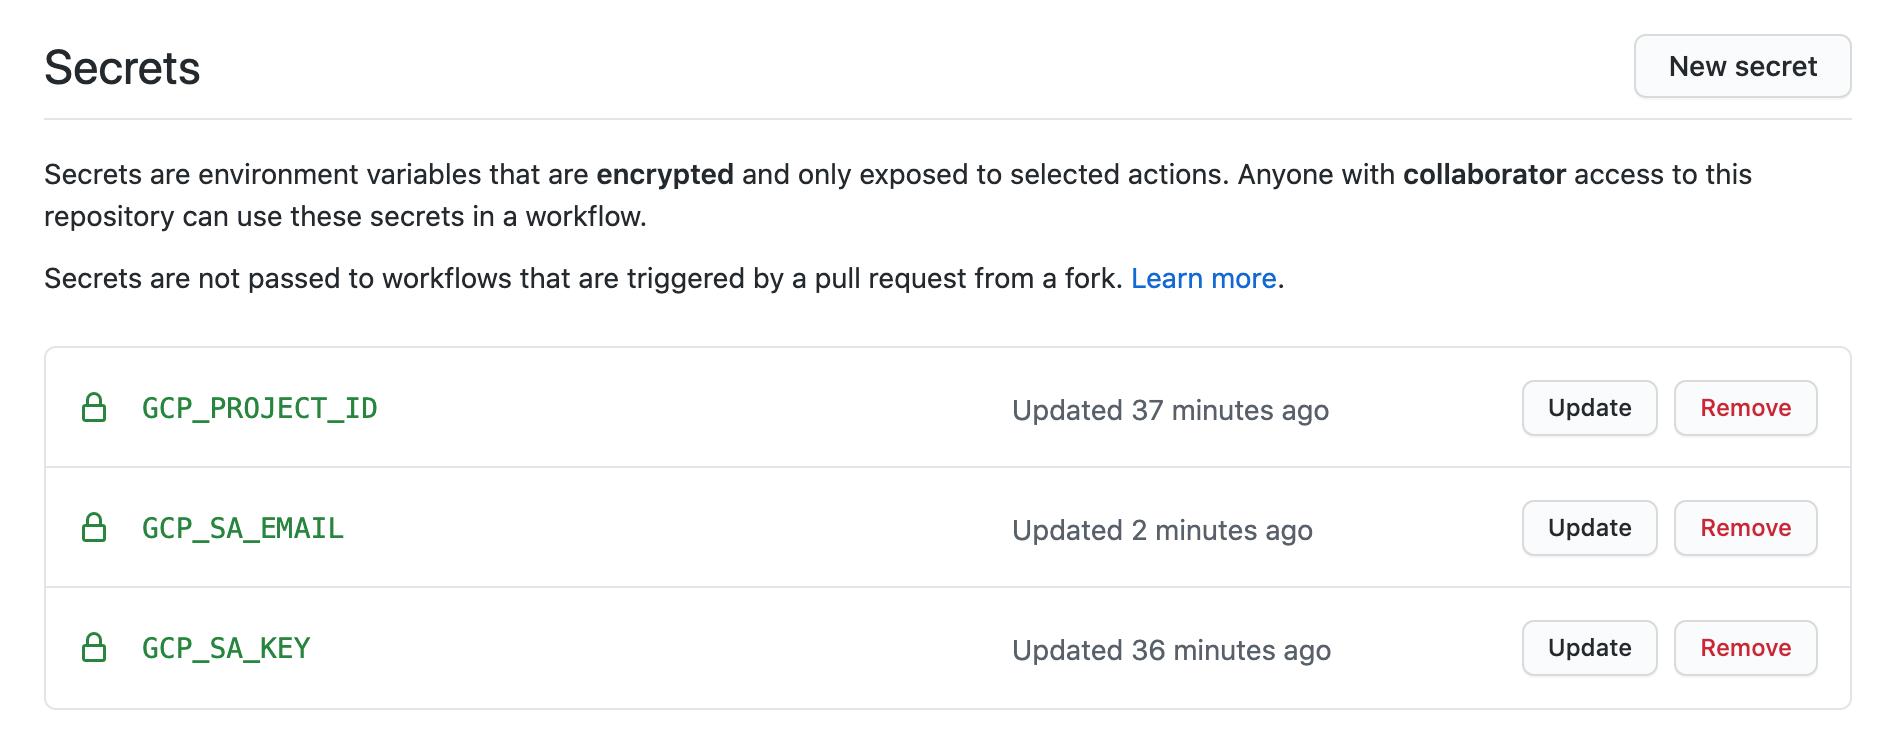 Secrets
New secret
Secrets are environment variables that are encrypted and only exposed to selected actions. Anyone with collaborator access to this
repository can use these secrets in a workflow.
Secrets are not passed to workflows that are triggered by a pull request from a fork. Learn more.
GCP_PROJECT_ID Updated 37 minutes ago Update Remove
GCP_SA_EMAIL Updated 2 minutes ago Update Remove
GCP_SA_KEY Updated 36 minutes ago Update Remove